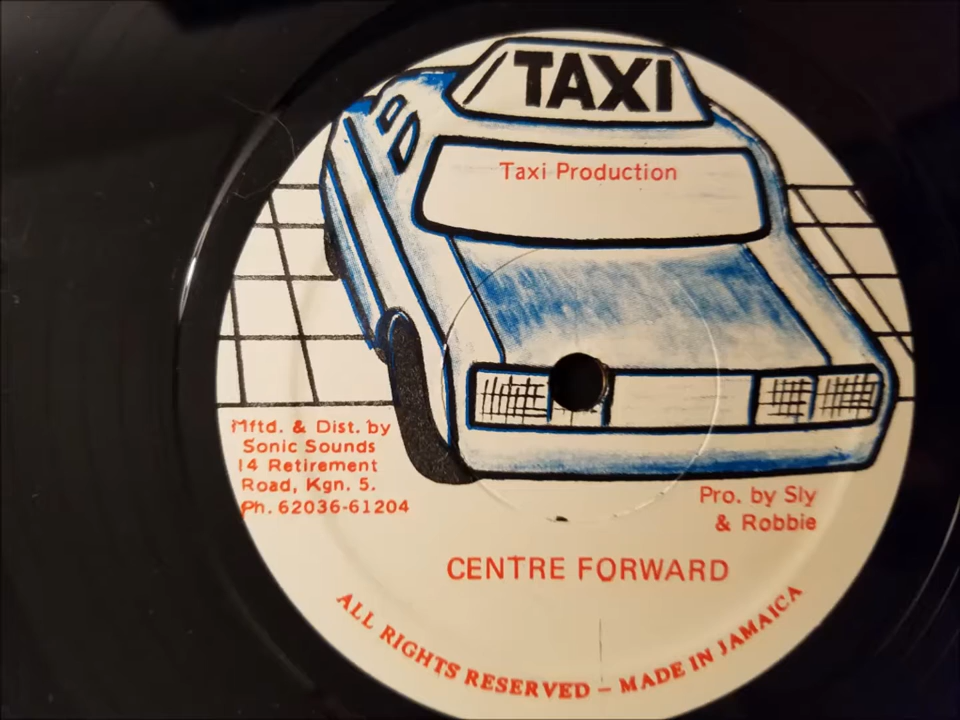 TAXI
Taxi Production
Mftd. & Dist. by
Sonic Sounds
14 Retirement
Road, Kgn. 5.
Ph. 62036-61204
Pro. by Sly
& Robbie
CENTRE FORWARD
ALL RIGHTS RESERVED – MADE IN JAMAICA